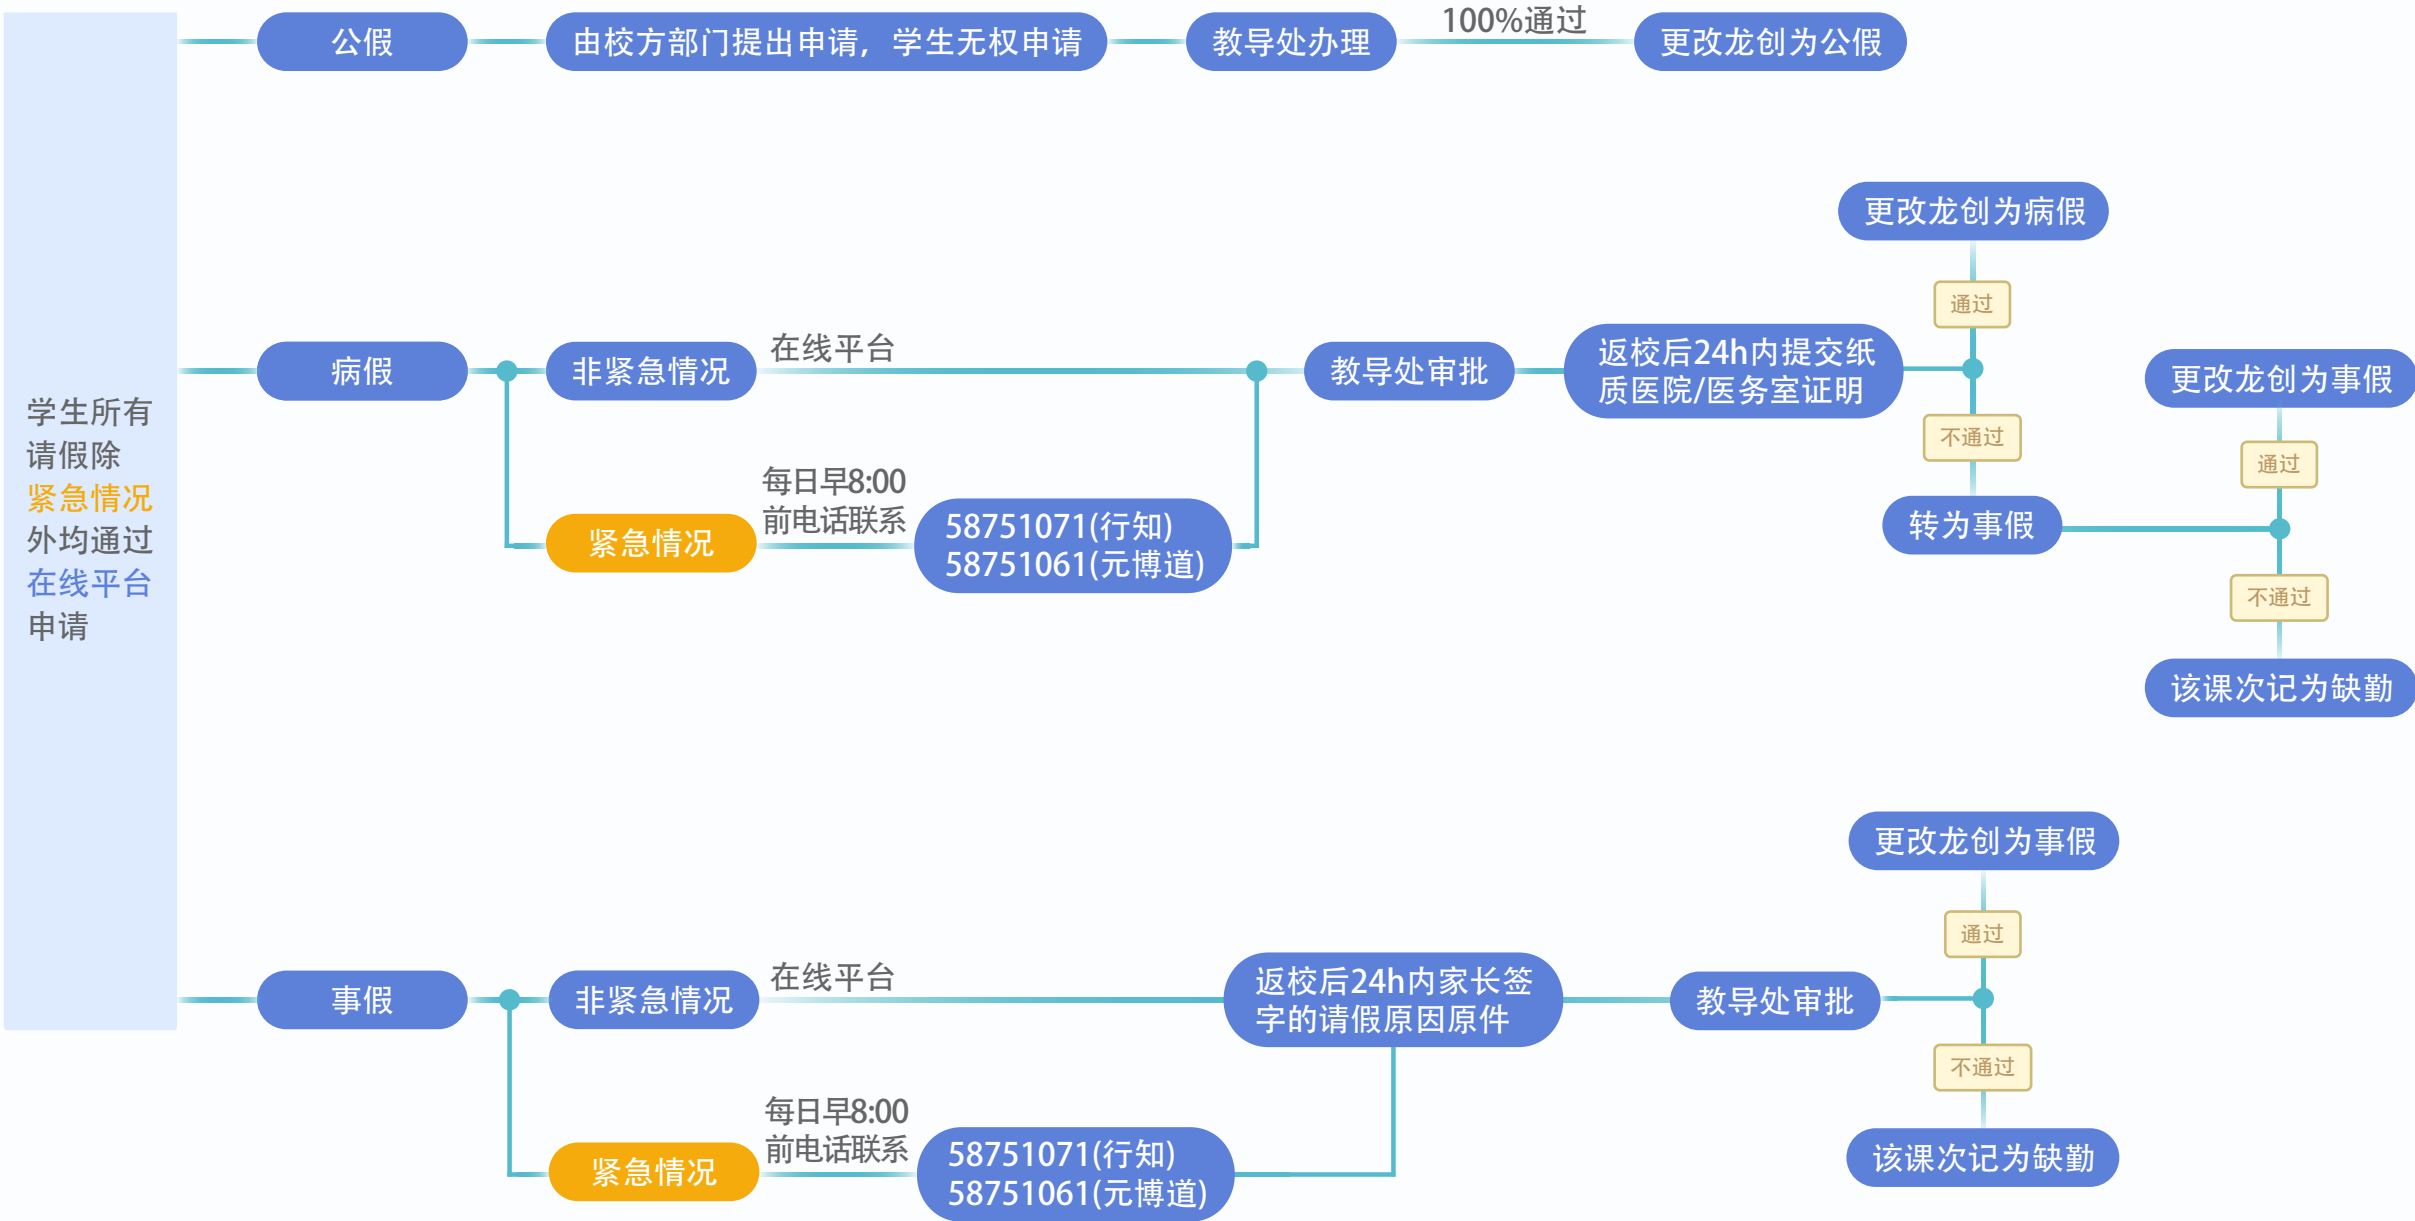 学生所有
请假除
紧急情况
外均通过
在线平台
申请
公假
由校方部门提出申请，学生无权申请
教导处办理
100%通过
更改龙创为公假
病假
非紧急情况
在线平台
紧急情况
每日早8:00
前电话联系
58751071(行知)
58751061(元博道)
教导处审批
返校后24h内提交纸
质医院/医务室证明
更改龙创为病假
通过
不通过
转为事假
更改龙创为事假
通过
不通过
该课次记为缺勤
事假
非紧急情况
在线平台
紧急情况
每日早8:00
前电话联系
58751071(行知)
58751061(元博道)
返校后24h内家长签
字的请假原因原件
教导处审批
更改龙创为事假
通过
不通过
该课次记为缺勤